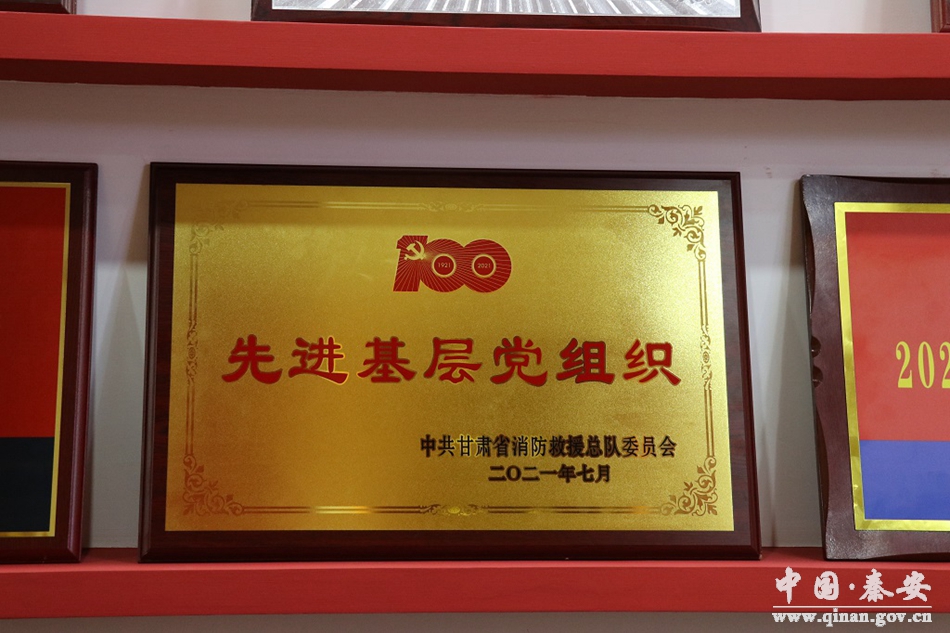 100
1921 2021
先进基层党组织
中共甘肃省消防救援总队委员会
二〇二一年七月
202
中国·秦安
www.qinan.gov.cn